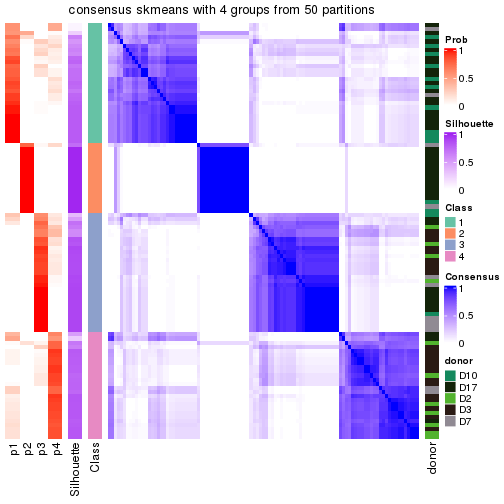 consensus skmeans with 4 groups from 50 partitions
Prob
1
0.5
0
Silhouette
1
0.5
0
Class
1
2
3
4
Consensus
1
0.5
0
donor
D10
D17
D2
D3
D7
p1
p2
p3
p4
Silhouette
Class
donor